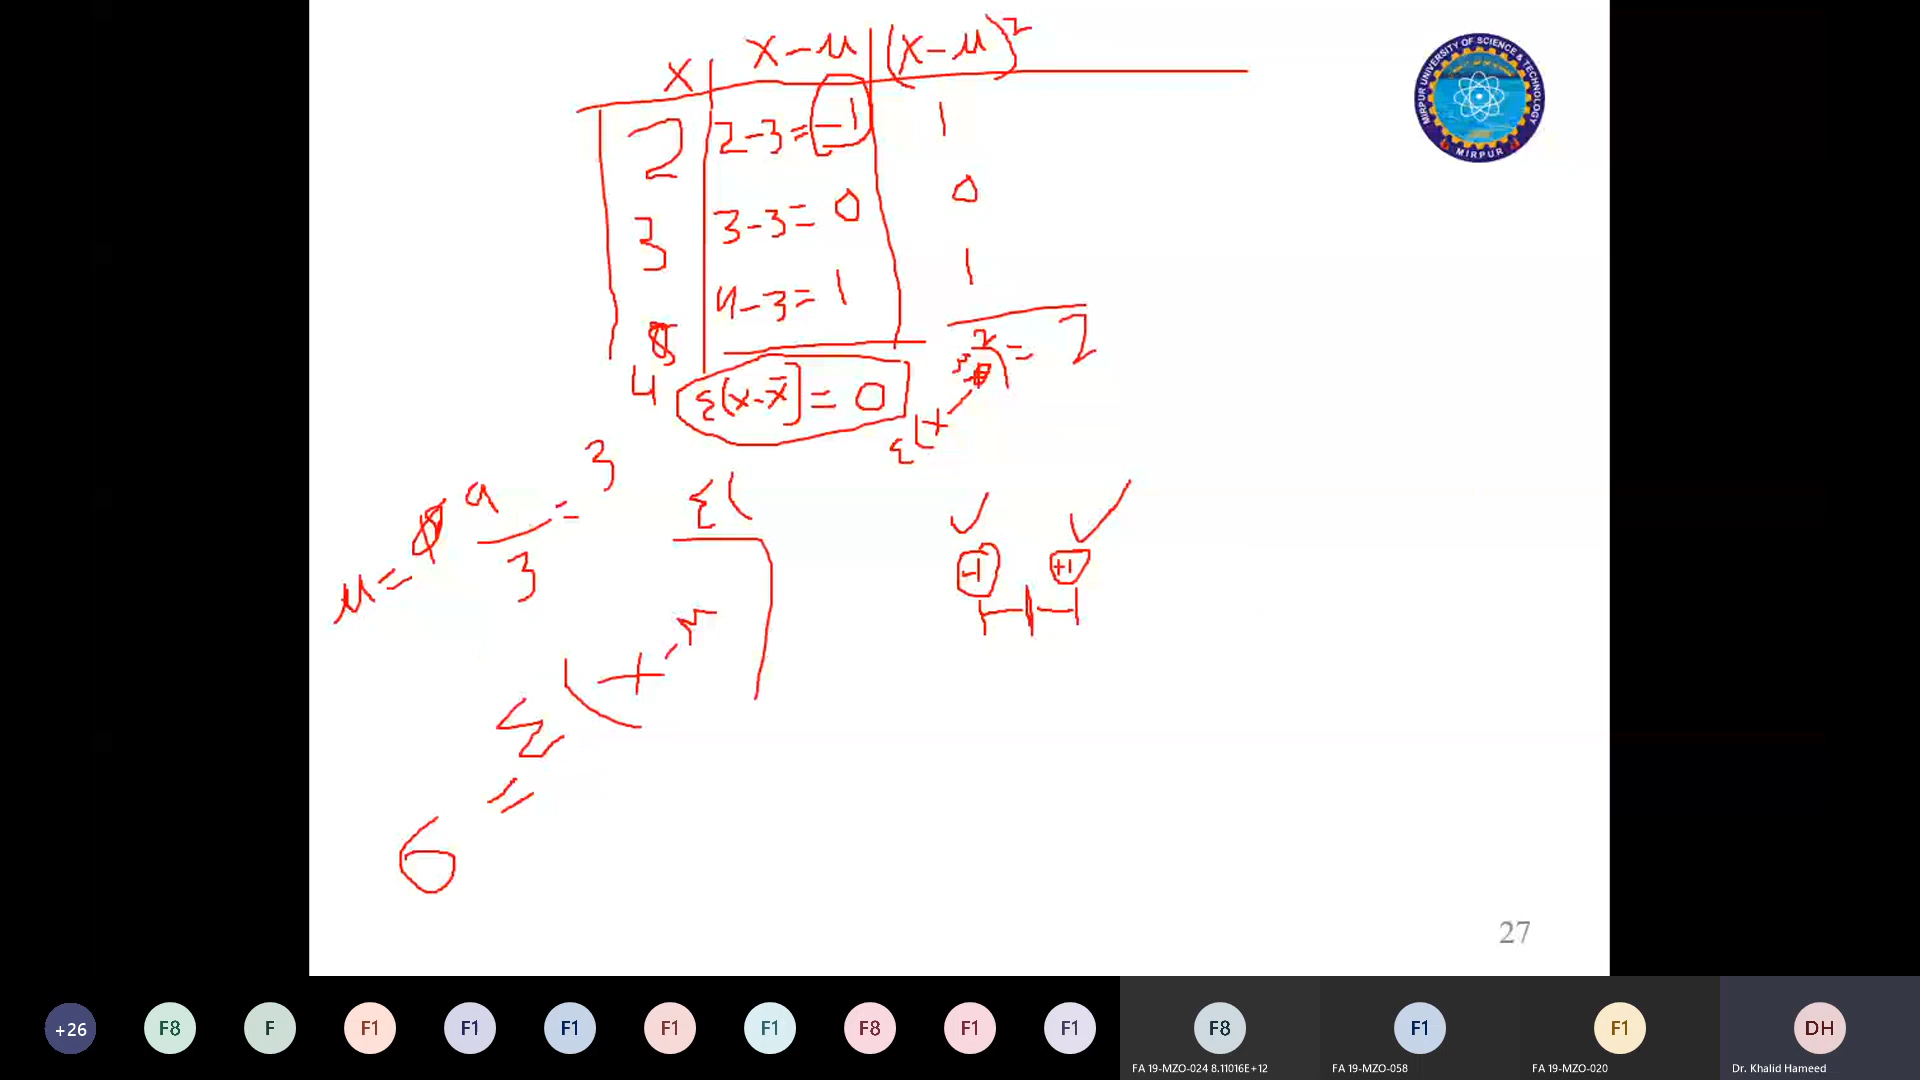 x | x - μ | (x - μ)²
2 | 2 - 3 = -1 | 1
3 | 3 - 3 = 0 | 0
4 - 3 = 1 | 1
4
Σ(x - x̄) = 0
Σ(x
2
= 2
μ = 9/3 = 3
Σ(
-1 +1
Σ(x -
=
6
MIRPUR UNIVERSITY OF SCIENCE & TECHNOLOGY
MIRPUR
27
+26
F8
F
F1
F1
F1
F1
F1
F8
F1
F1
F8
FA 19-MZO-024 8.11016E+12
F1
FA 19-MZO-058
F1
FA 19-MZO-020
DH
Dr. Khalid Hameed